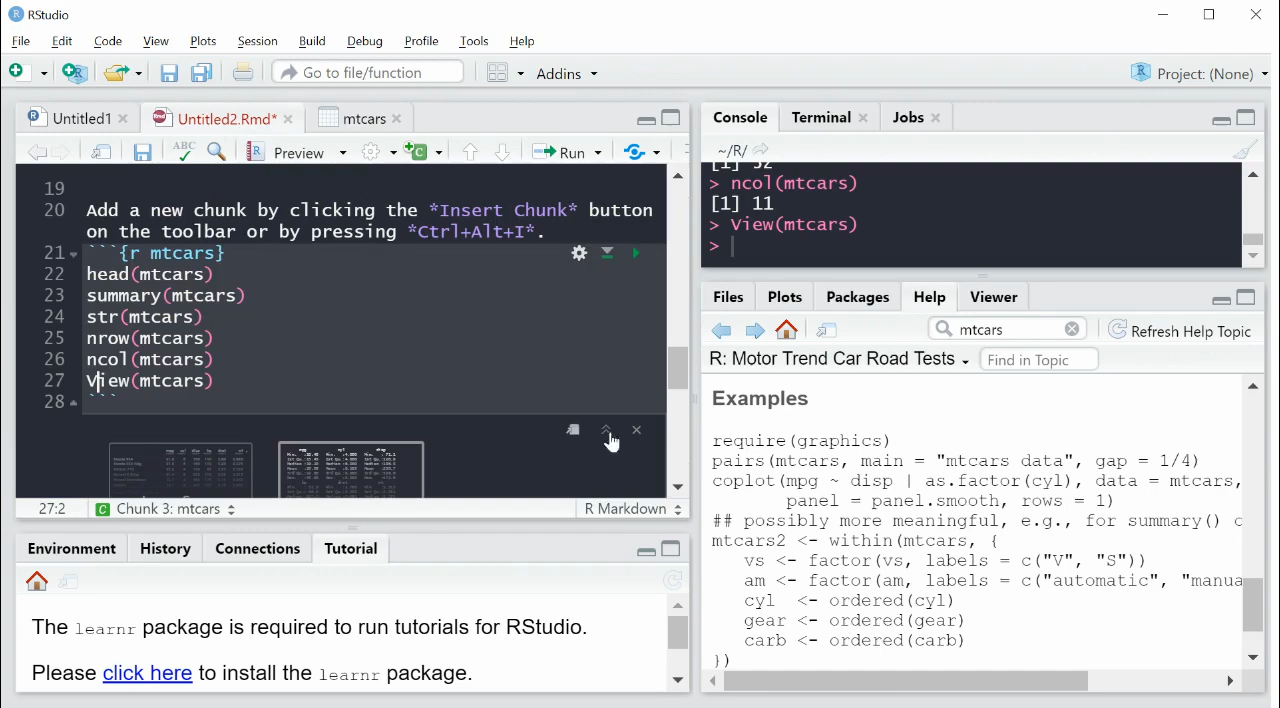 RStudio
File Edit Code View Plots Session Build Debug Profile Tools Help
Go to file/function Addins Project: (None)
Untitled1 Untitled2.Rmd* mtcars
ABC Preview Run
19
20 Add a new chunk by clicking the *Insert Chunk* button
on the toolbar or by pressing *Ctrl+Alt+I*.
21 ```{r mtcars}
22 head(mtcars)
23 summary(mtcars)
24 str(mtcars)
25 nrow(mtcars)
26 ncol(mtcars)
27 View(mtcars)
28 ```
27:2 Chunk 3: mtcars R Markdown
Environment History Connections Tutorial
The learnr package is required to run tutorials for RStudio.
Please click here to install the learnr package.
Console Terminal Jobs
~/R/
[1] 32
> ncol(mtcars)
[1] 11
> View(mtcars)
>
Files Plots Packages Help Viewer
mtcars Refresh Help Topic
R: Motor Trend Car Road Tests Find in Topic
Examples
require(graphics)
pairs(mtcars, main = "mtcars data", gap = 1/4)
coplot(mpg ~ disp | as.factor(cyl), data = mtcars,
panel = panel.smooth, rows = 1)
## possibly more meaningful, e.g., for summary() c
mtcars2 <- within(mtcars, {
vs <- factor(vs, labels = c("V", "S"))
am <- factor(am, labels = c("automatic", "manua
cyl <- ordered(cyl)
gear <- ordered(gear)
carb <- ordered(carb)
})